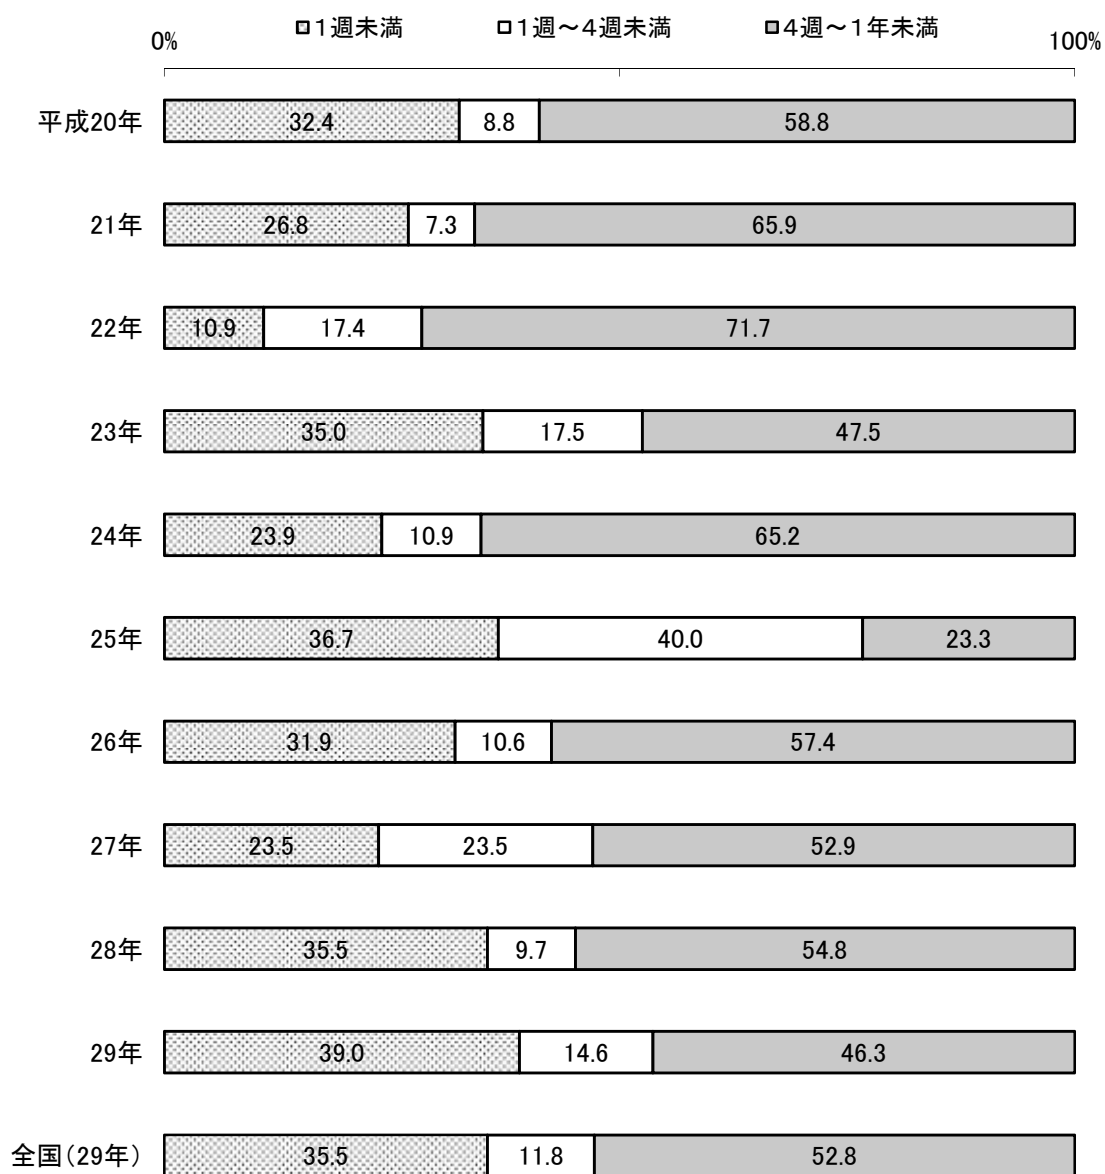 1週未満 1週～4週未満 4週～1年未満
0% 100%
平成20年 32.4 8.8 58.8
21年 26.8 7.3 65.9
22年 10.9 17.4 71.7
23年 35.0 17.5 47.5
24年 23.9 10.9 65.2
25年 36.7 40.0 23.3
26年 31.9 10.6 57.4
27年 23.5 23.5 52.9
28年 35.5 9.7 54.8
29年 39.0 14.6 46.3
全国(29年) 35.5 11.8 52.8